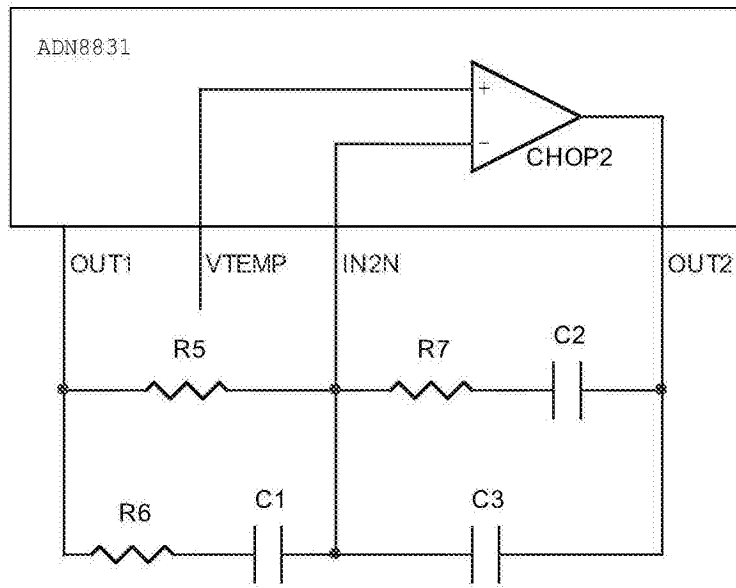 ADN8831
+
−
CHOP2
OUT1
VTEMP
IN2N
OUT2
R5
R7
C2
R6
C1
C3